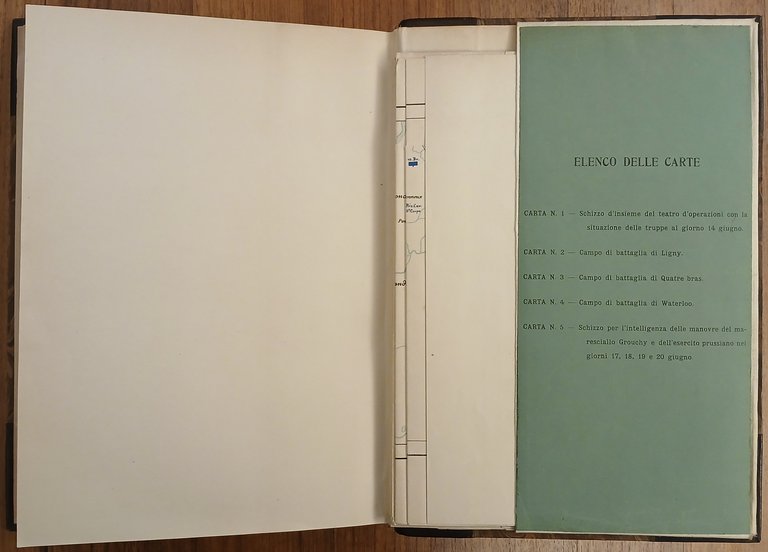 ELENCO DELLE CARTE
CARTA N. 1 — Schizzo d'insieme del teatro d'operazioni con la
situazione delle truppe al giorno 14 giugno.
CARTA N. 2 — Campo di battaglia di Ligny.
CARTA N. 3 — Campo di battaglia di Quatre bras.
CARTA N. 4 — Campo di battaglia di Waterloo.
CARTA N. 5 — Schizzo per l'intelligenza delle manovre del ma-
resciallo Grouchy e dell'esercito prussiano nei
giorni 17, 18, 19 e 20 giugno